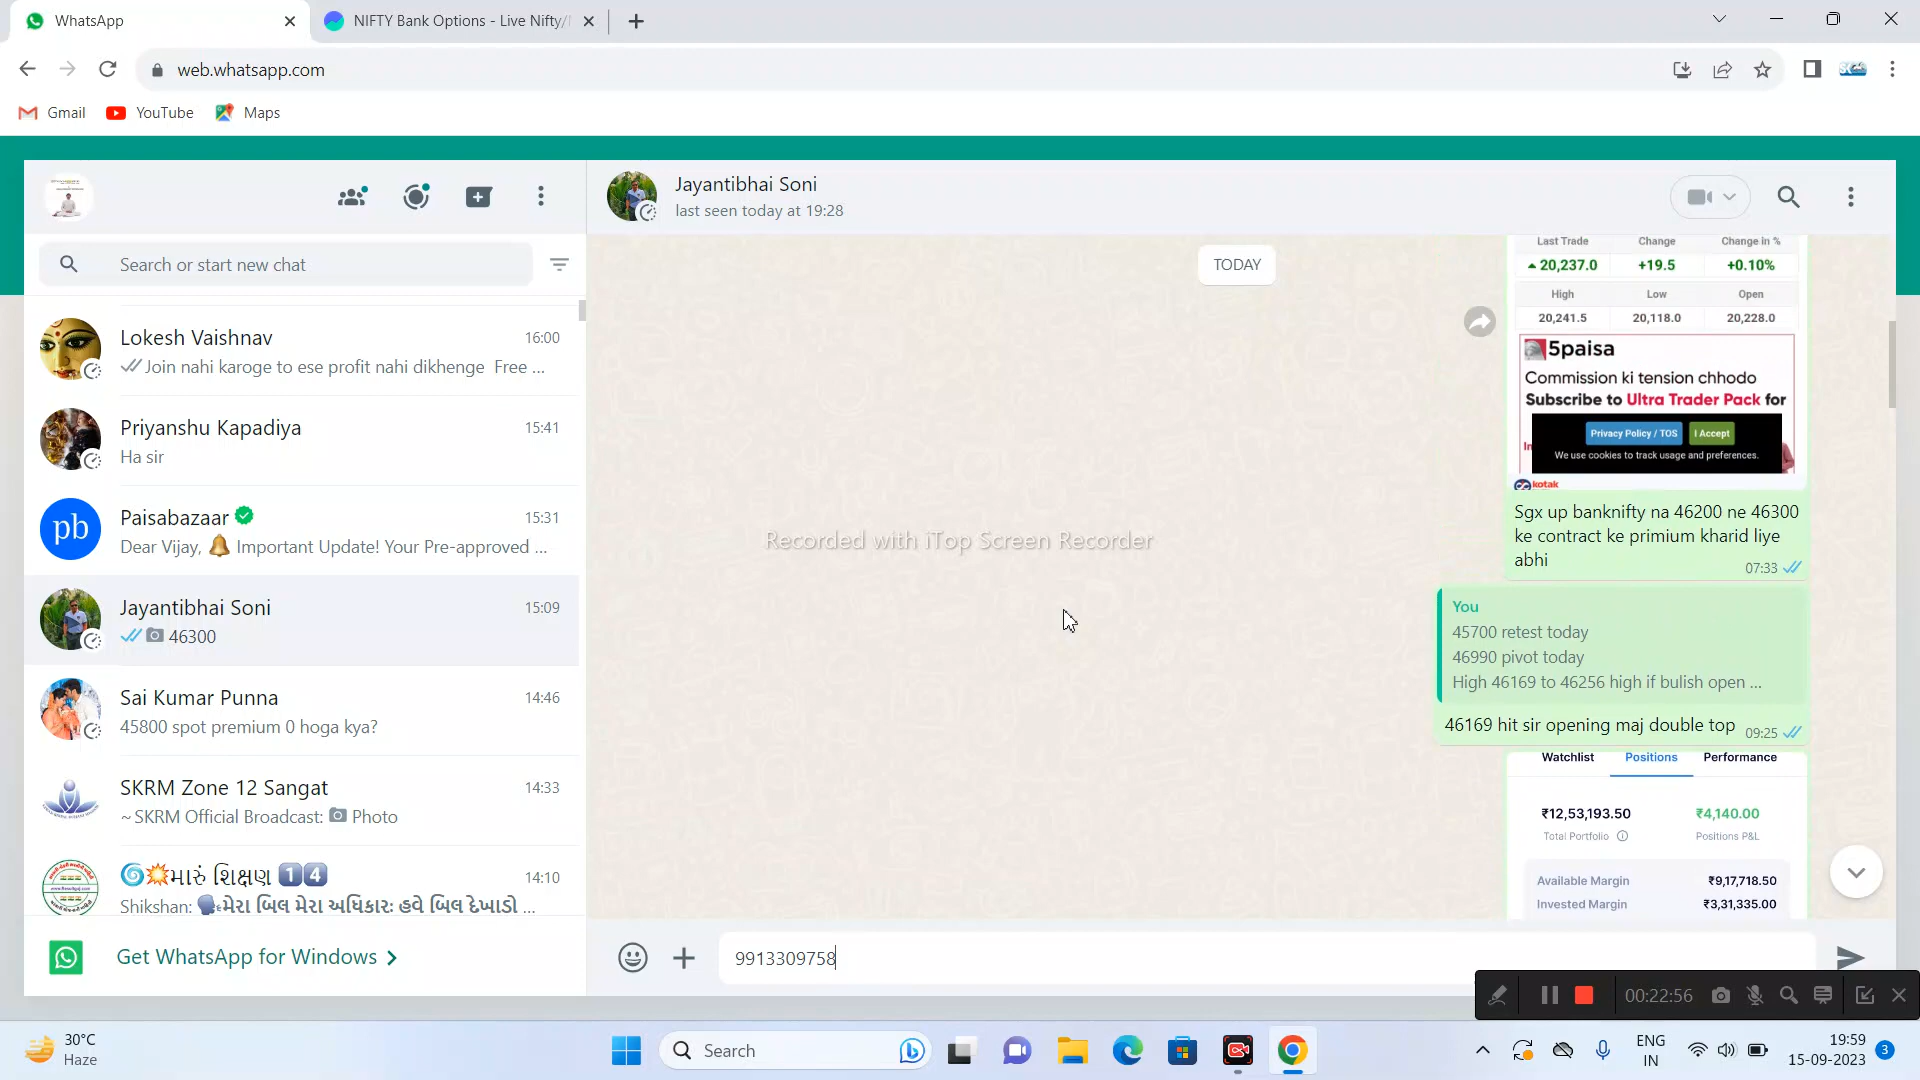 WhatsApp
NIFTY Bank Options - Live Nifty/
web.whatsapp.com
Gmail
YouTube
Maps
Jayantibhai Soni
last seen today at 19:28
Search or start new chat
Lokesh Vaishnav
16:00
Join nahi karoge to ese profit nahi dikhenge Free ...
Priyanshu Kapadiya
15:41
Ha sir
pb
Paisabazaar
15:31
Dear Vijay, 🔔 Important Update! Your Pre-approved ...
Jayantibhai Soni
15:09
46300
Sai Kumar Punna
14:46
45800 spot premium 0 hoga kya?
SKRM Zone 12 Sangat
14:33
~ SKRM Official Broadcast: Photo
🌀💥મારું શિક્ષણ 1️⃣4️⃣
14:10
Shikshan: 🗣️મેરા બિલ મેરા અધિકાર: હવે બિલ દેખાડો ...
Get WhatsApp for Windows
TODAY
Last Trade Change Change in %
20,237.0 +19.5 +0.10%
High Low Open
20,241.5 20,118.0 20,228.0
5paisa
Commission ki tension chhodo
Subscribe to Ultra Trader Pack for
Privacy Policy / TOS
I Accept
We use cookies to track usage and preferences.
kotak
Sgx up banknifty na 46200 ne 46300
ke contract ke primium kharid liye
abhi
07:33
You
45700 retest today
46990 pivot today
High 46169 to 46256 high if bulish open ...
46169 hit sir opening maj double top
09:25
Watchlist Positions Performance
₹12,53,193.50 ₹4,140.00
Total Portfolio Positions P&L
Available Margin ₹9,17,718.50
Invested Margin ₹3,31,335.00
Recorded with iTop Screen Recorder
9913309758
00:22:56
30°C
Haze
Search
ENG
IN
19:59
15-09-2023
3